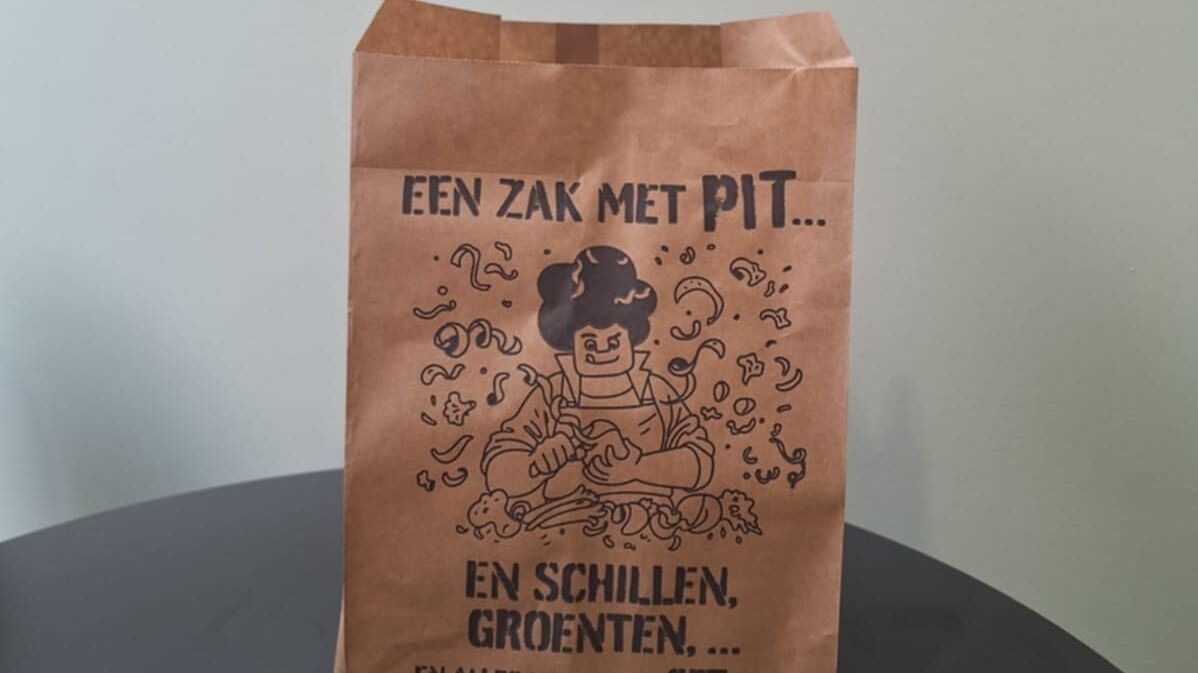 EEN ZAK MET PIT...
EN SCHILLEN,
GROENTEN, ...